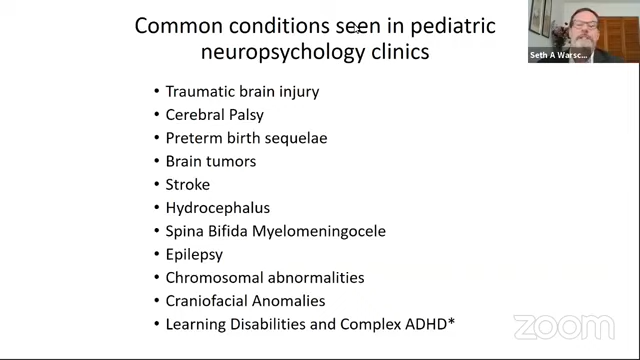 Common conditions seen in pediatric
neuropsychology clinics
Seth A Warsc...
• Traumatic brain injury
• Cerebral Palsy
• Preterm birth sequelae
• Brain tumors
• Stroke
• Hydrocephalus
• Spina Bifida Myelomeningocele
• Epilepsy
• Chromosomal abnormalities
• Craniofacial Anomalies
• Learning Disabilities and Complex ADHD*
zoom